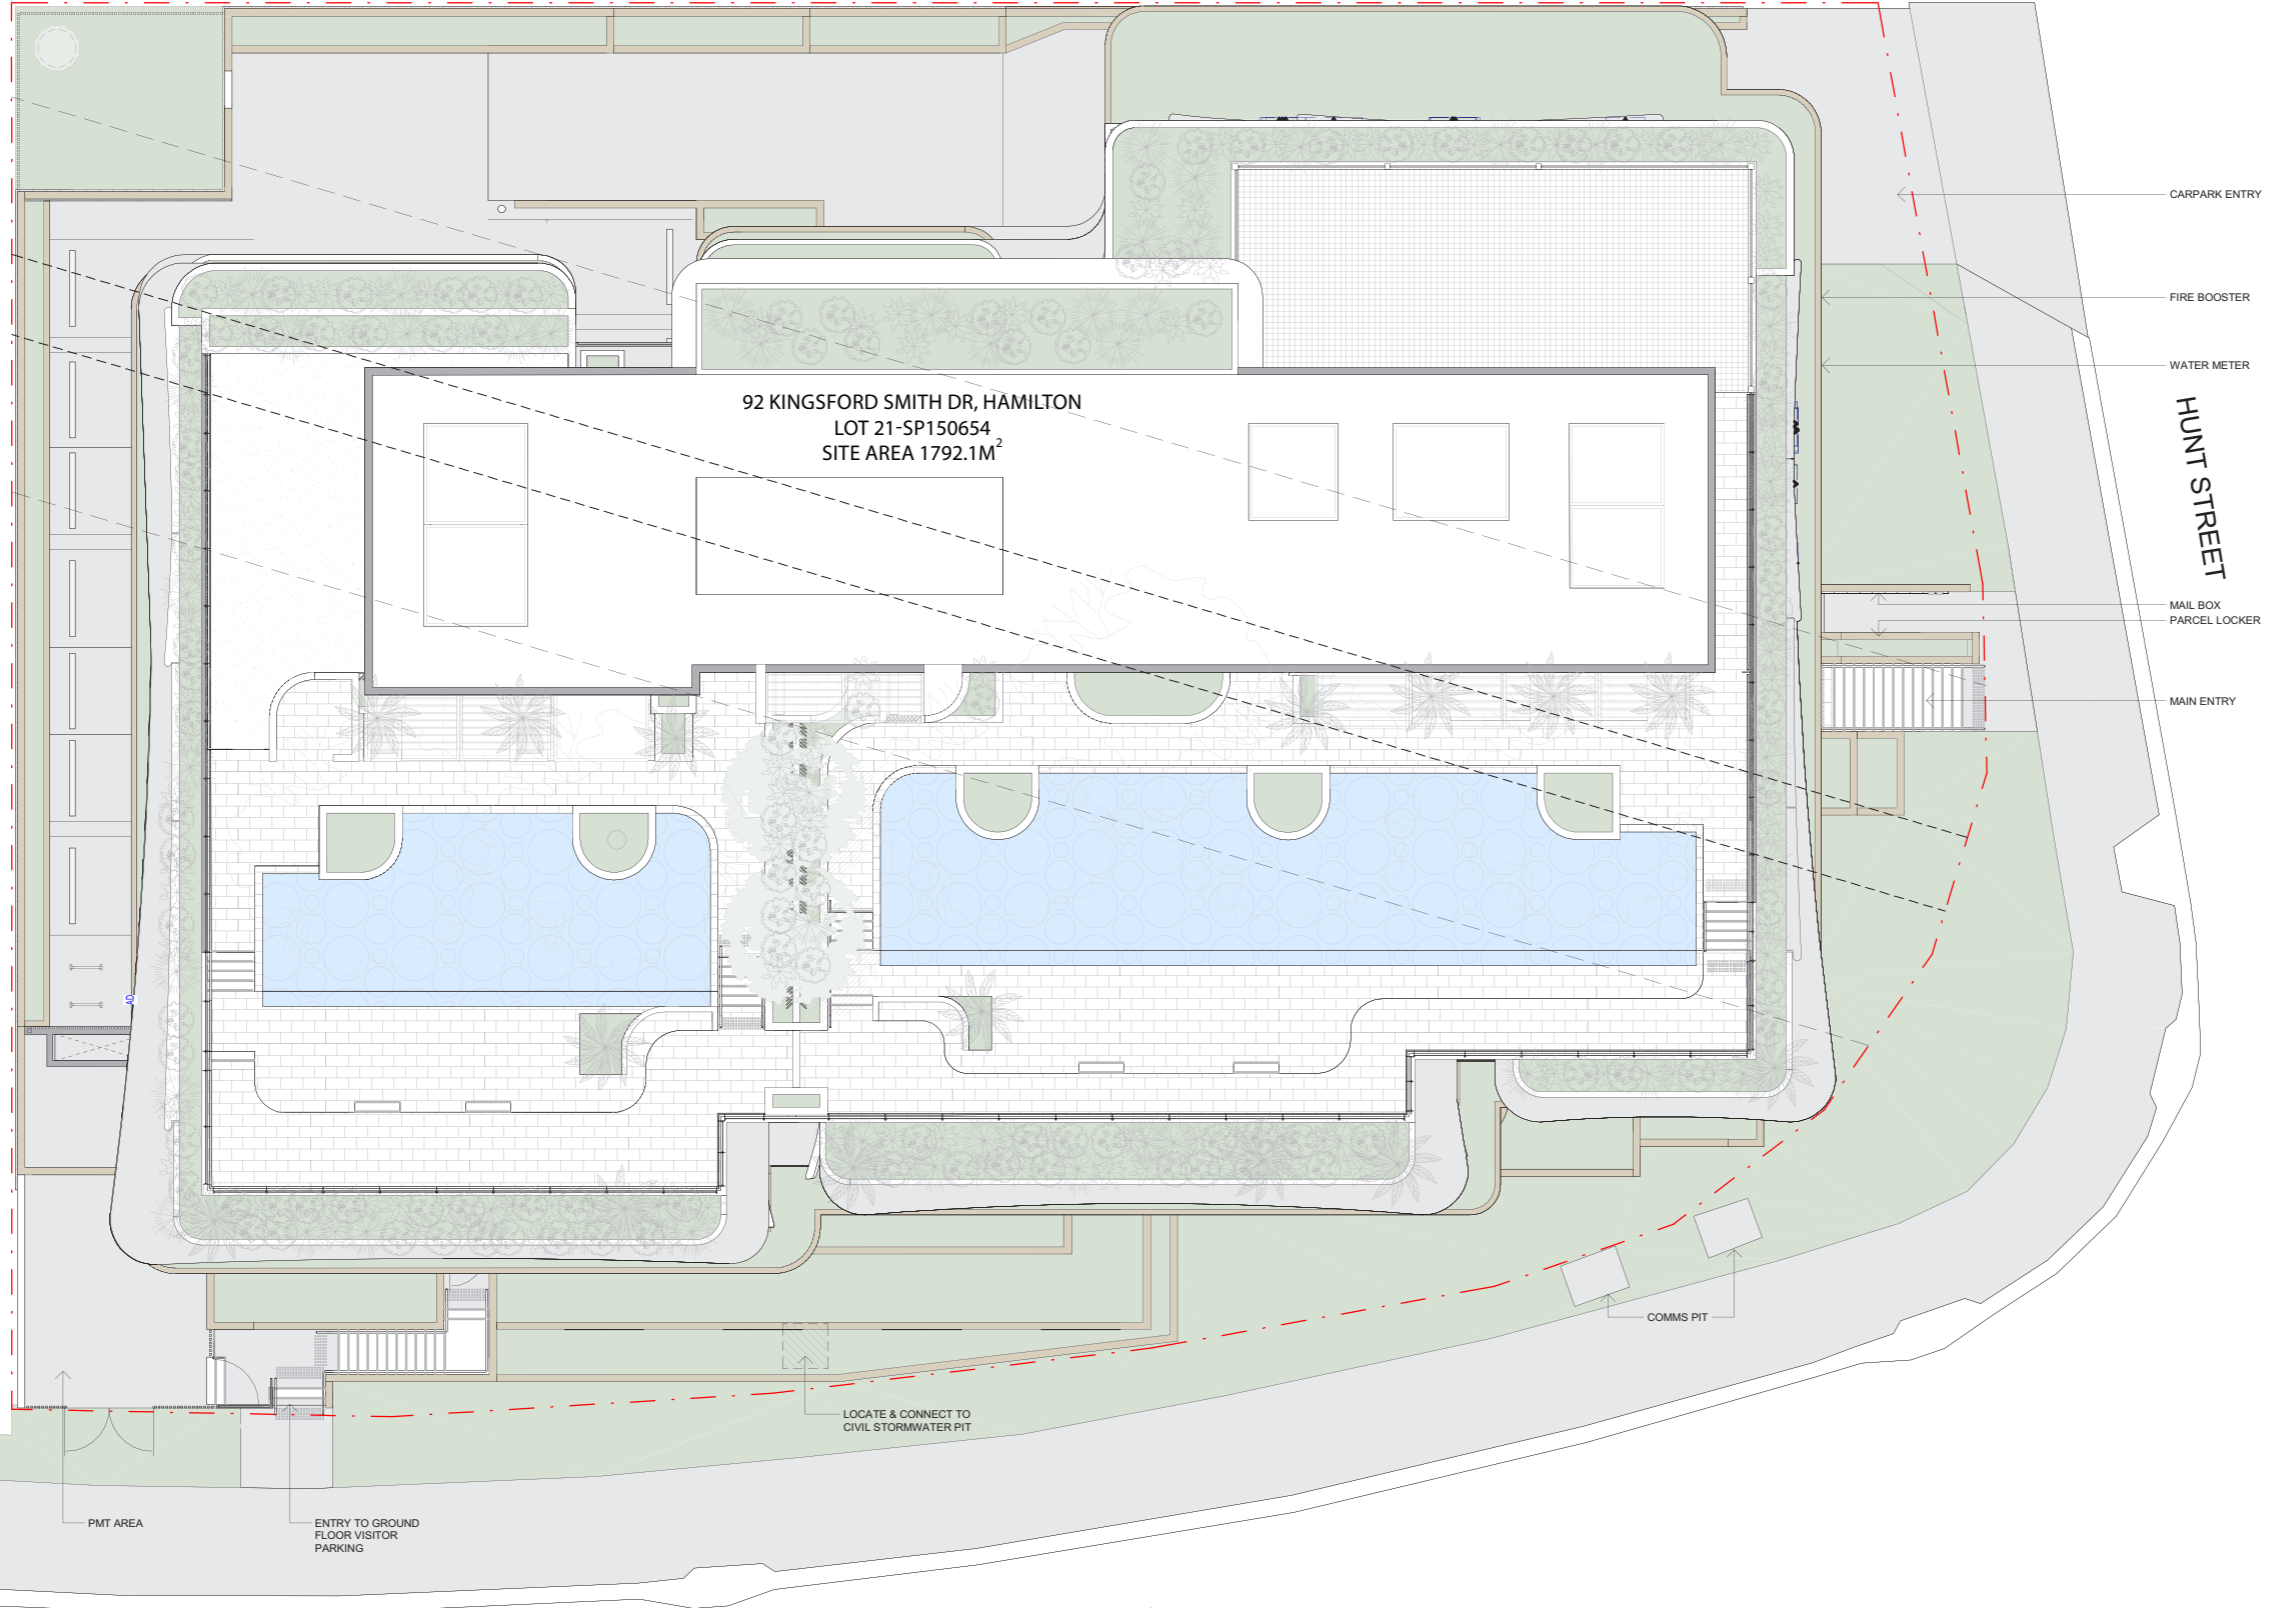 92 KINGSFORD SMITH DR, HAMILTON
LOT 21-SP150654
SITE AREA 1792.1M²
CARPARK ENTRY
FIRE BOOSTER
WATER METER
HUNT STREET
MAIL BOX
PARCEL LOCKER
MAIN ENTRY
AD
COMMS PIT
LOCATE & CONNECT TO
CIVIL STORMWATER PIT
PMT AREA
ENTRY TO GROUND
FLOOR VISITOR
PARKING